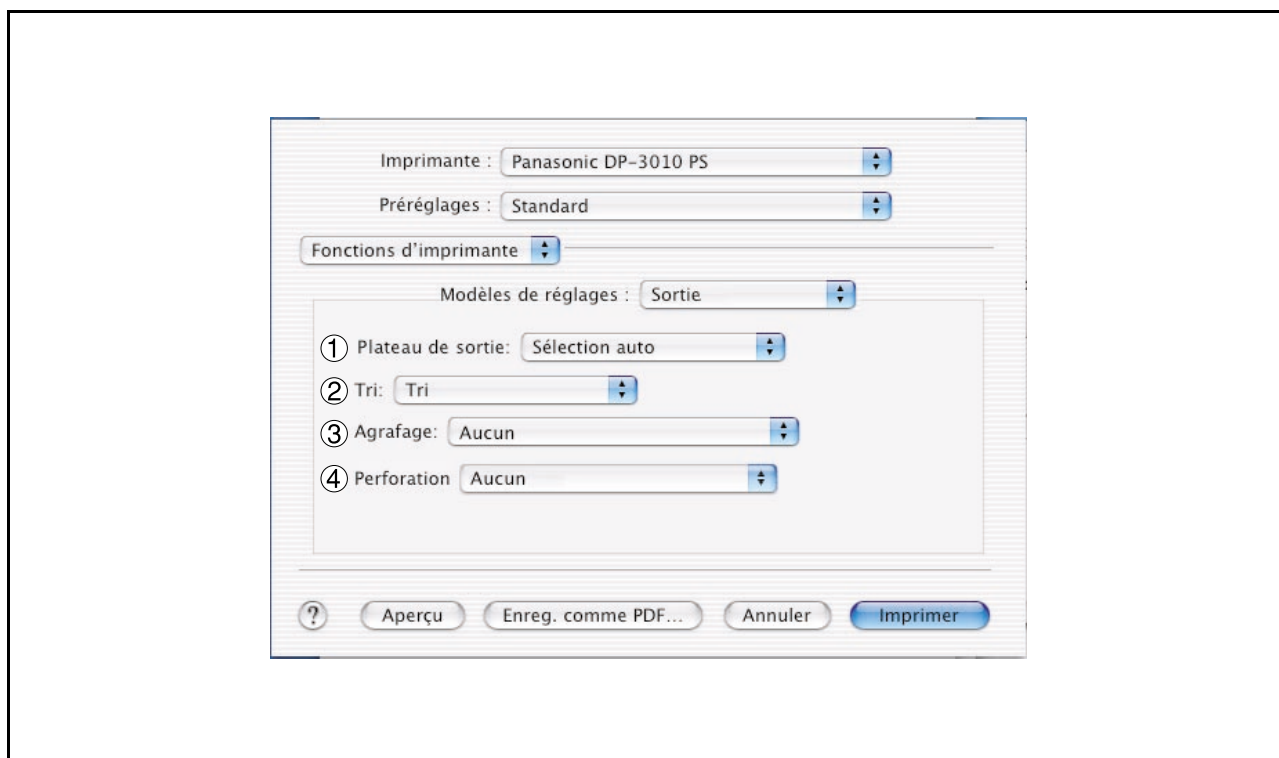 Imprimante : Panasonic DP-3010 PS
Préréglages : Standard
Fonctions d'imprimante
Modèles de réglages : Sortie
① Plateau de sortie: Sélection auto
② Tri: Tri
③ Agrafage: Aucun
④ Perforation Aucun
? Aperçu Enreg. comme PDF... Annuler Imprimer